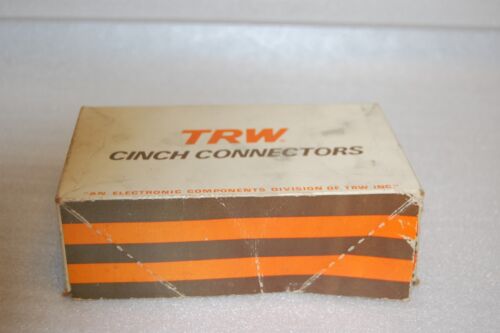 TRW
CINCH CONNECTORS
"AN ELECTRONIC COMPONENTS DIVISION OF TRW INC."